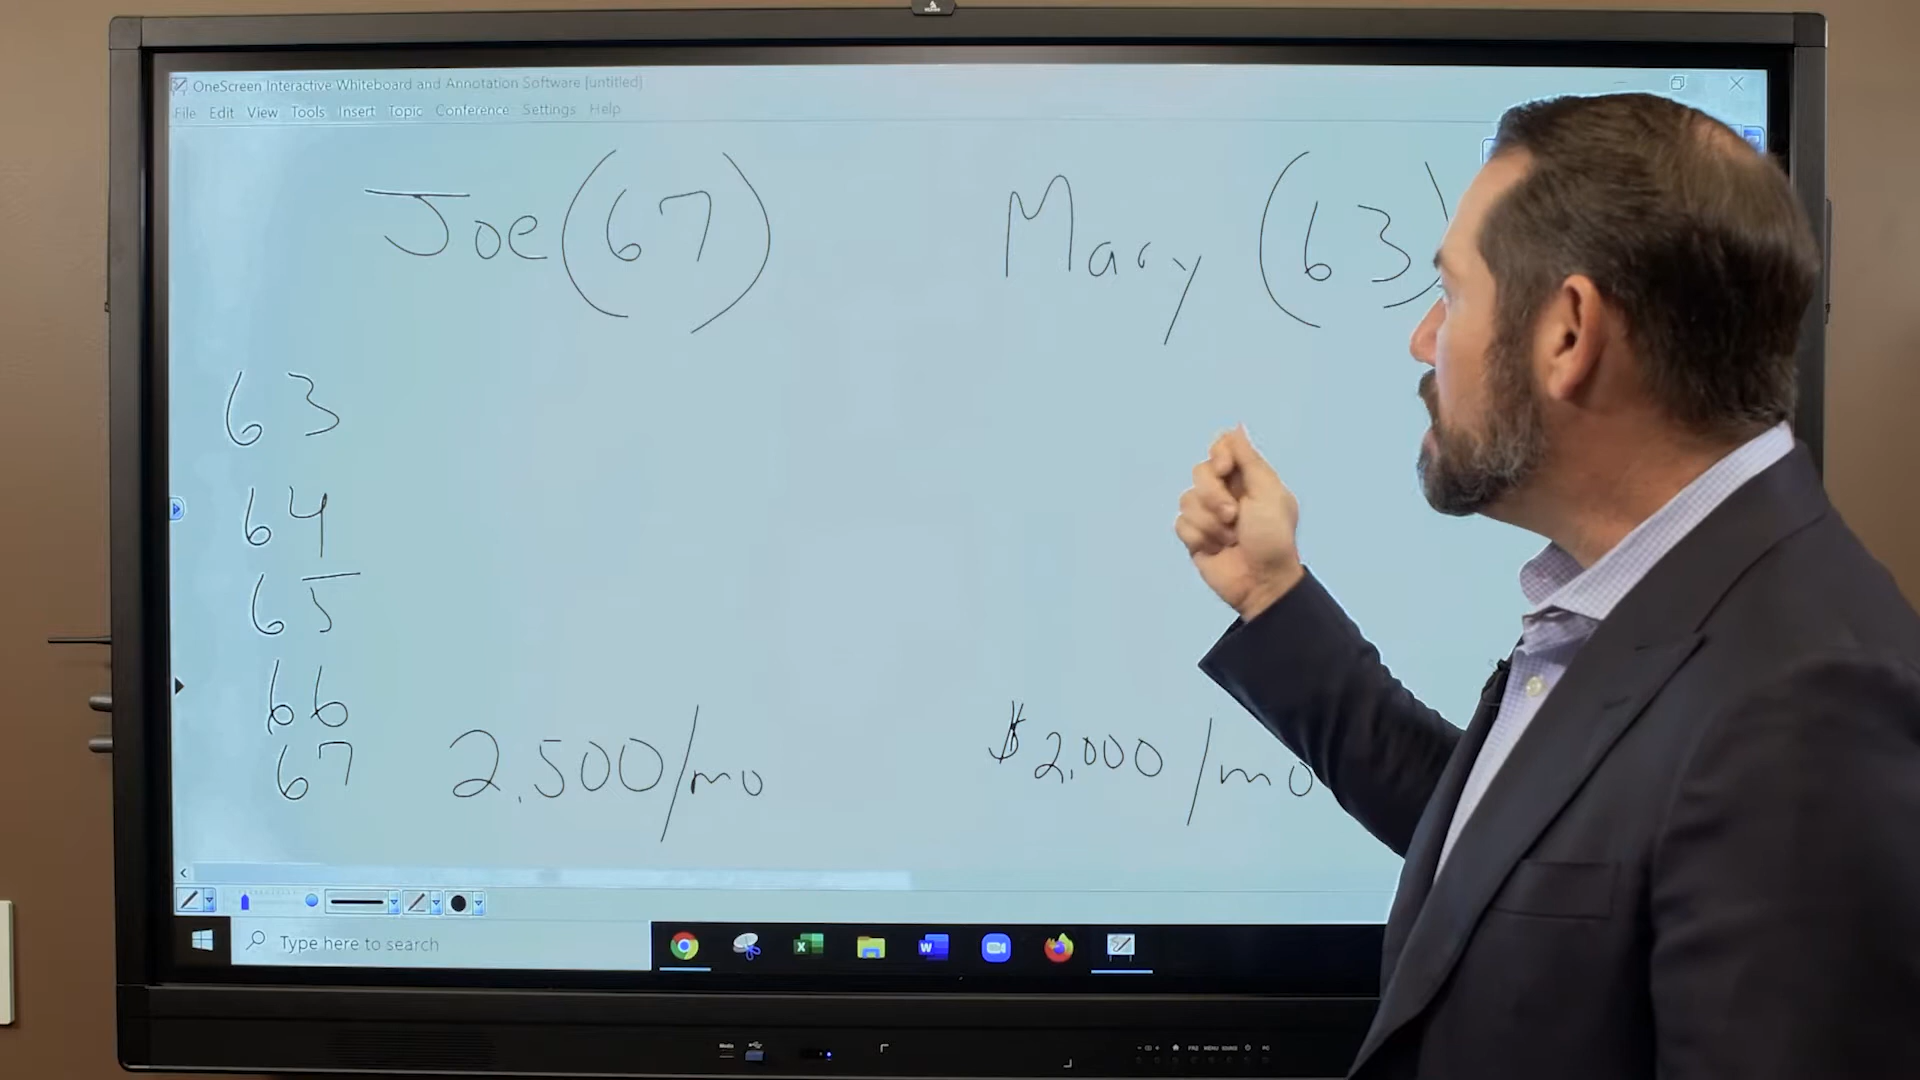 OneScreen Interactive Whiteboard and Annotation Software [untitled]
File Edit View Tools Insert Topic Conference Settings Help
Joe (67) Mary (63)
63
64
65
66
67 2,500/mo $2,000/mo
Type here to search